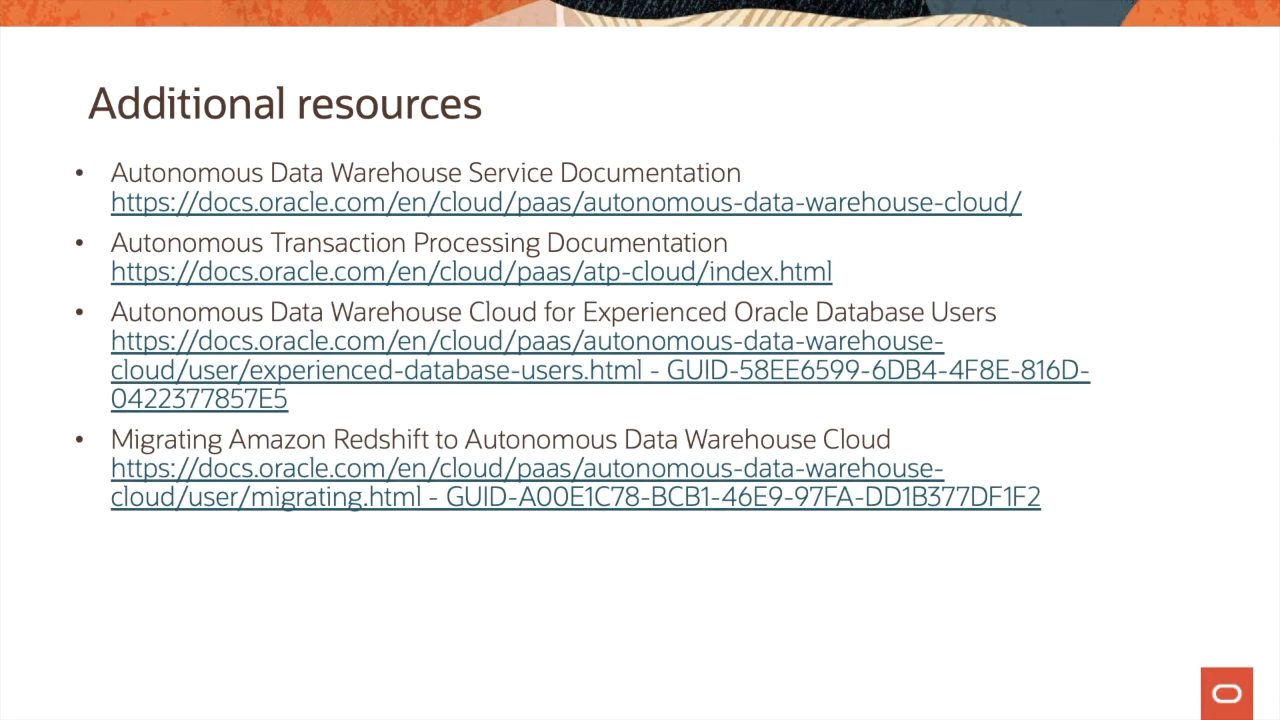 Additional resources
• Autonomous Data Warehouse Service Documentation
https://docs.oracle.com/en/cloud/paas/autonomous-data-warehouse-cloud/
• Autonomous Transaction Processing Documentation
https://docs.oracle.com/en/cloud/paas/atp-cloud/index.html
• Autonomous Data Warehouse Cloud for Experienced Oracle Database Users
https://docs.oracle.com/en/cloud/paas/autonomous-data-warehouse-
cloud/user/experienced-database-users.html - GUID-58EE6599-6DB4-4F8E-816D-
0422377857E5
• Migrating Amazon Redshift to Autonomous Data Warehouse Cloud
https://docs.oracle.com/en/cloud/paas/autonomous-data-warehouse-
cloud/user/migrating.html - GUID-A00E1C78-BCB1-46E9-97FA-DD1B377DF1F2